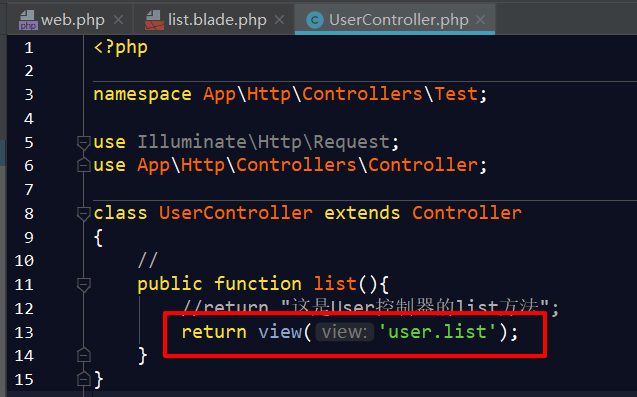 web.php × list.blade.php × UserController.php ×
1 <?php
2
3 namespace App\Http\Controllers\Test;
4
5 use Illuminate\Http\Request;
6 use App\Http\Controllers\Controller;
7
8 class UserController extends Controller
9 {
10 //
11 public function list(){
12 //return "这是User控制器的list方法";
13 return view( view: 'user.list');
14 }
15 }